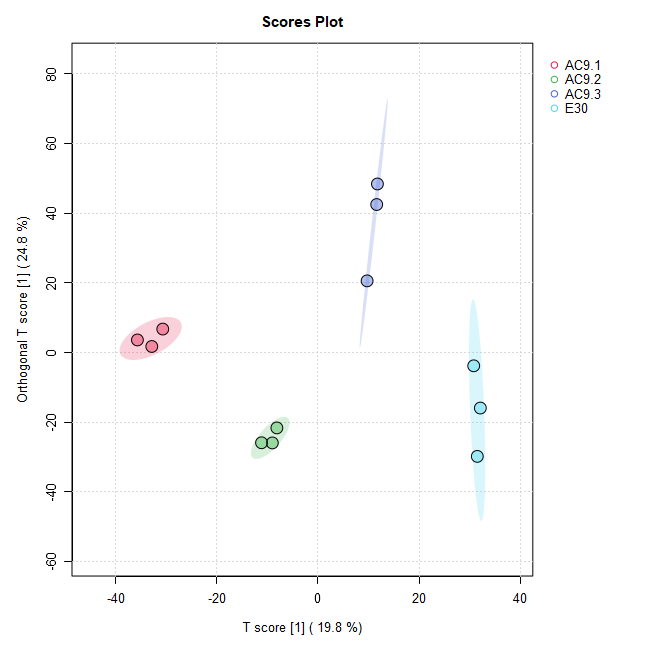 Scores Plot
AC9.1
AC9.2
AC9.3
E30
80
60
40
20
0
-20
-40
-60
Orthogonal T score [1] ( 24.8 %)
-40
-20
0
20
40
T score [1] ( 19.8 %)